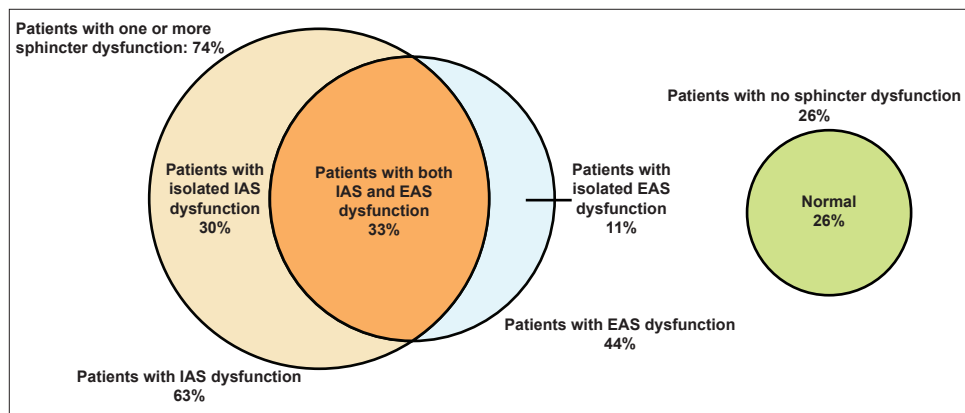 Patients with one or more
sphincter dysfunction: 74%
Patients with no sphincter dysfunction
26%
Patients with
isolated IAS
dysfunction
30%
Patients with both
IAS and EAS
dysfunction
33%
Patients with
isolated EAS
dysfunction
11%
Normal
26%
Patients with EAS dysfunction
44%
Patients with IAS dysfunction
63%